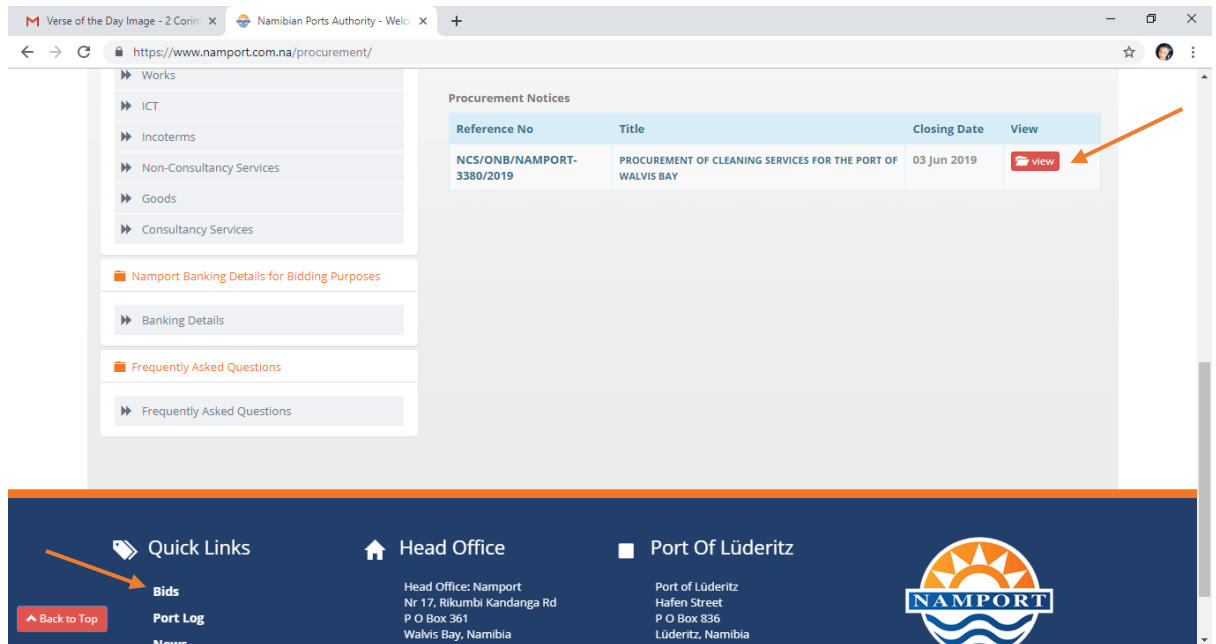 Verse of the Day Image - 2 Corin
Namibian Ports Authority - Welc
https://www.namport.com.na/procurement/
Works
ICT
Incoterms
Non-Consultancy Services
Goods
Consultancy Services
Namport Banking Details for Bidding Purposes
Banking Details
Frequently Asked Questions
Frequently Asked Questions
Procurement Notices
Reference No Title Closing Date View
NCS/ONB/NAMPORT-
3380/2019
PROCUREMENT OF CLEANING SERVICES FOR THE PORT OF
WALVIS BAY
03 Jun 2019
view
Quick Links
Bids
Port Log
News
Back to Top
Head Office
Head Office: Namport
Nr 17, Rikumbi Kandanga Rd
P O Box 361
Walvis Bay, Namibia
Port Of Lüderitz
Port of Lüderitz
Hafen Street
P O Box 836
Lüderitz, Namibia
NAMPORT